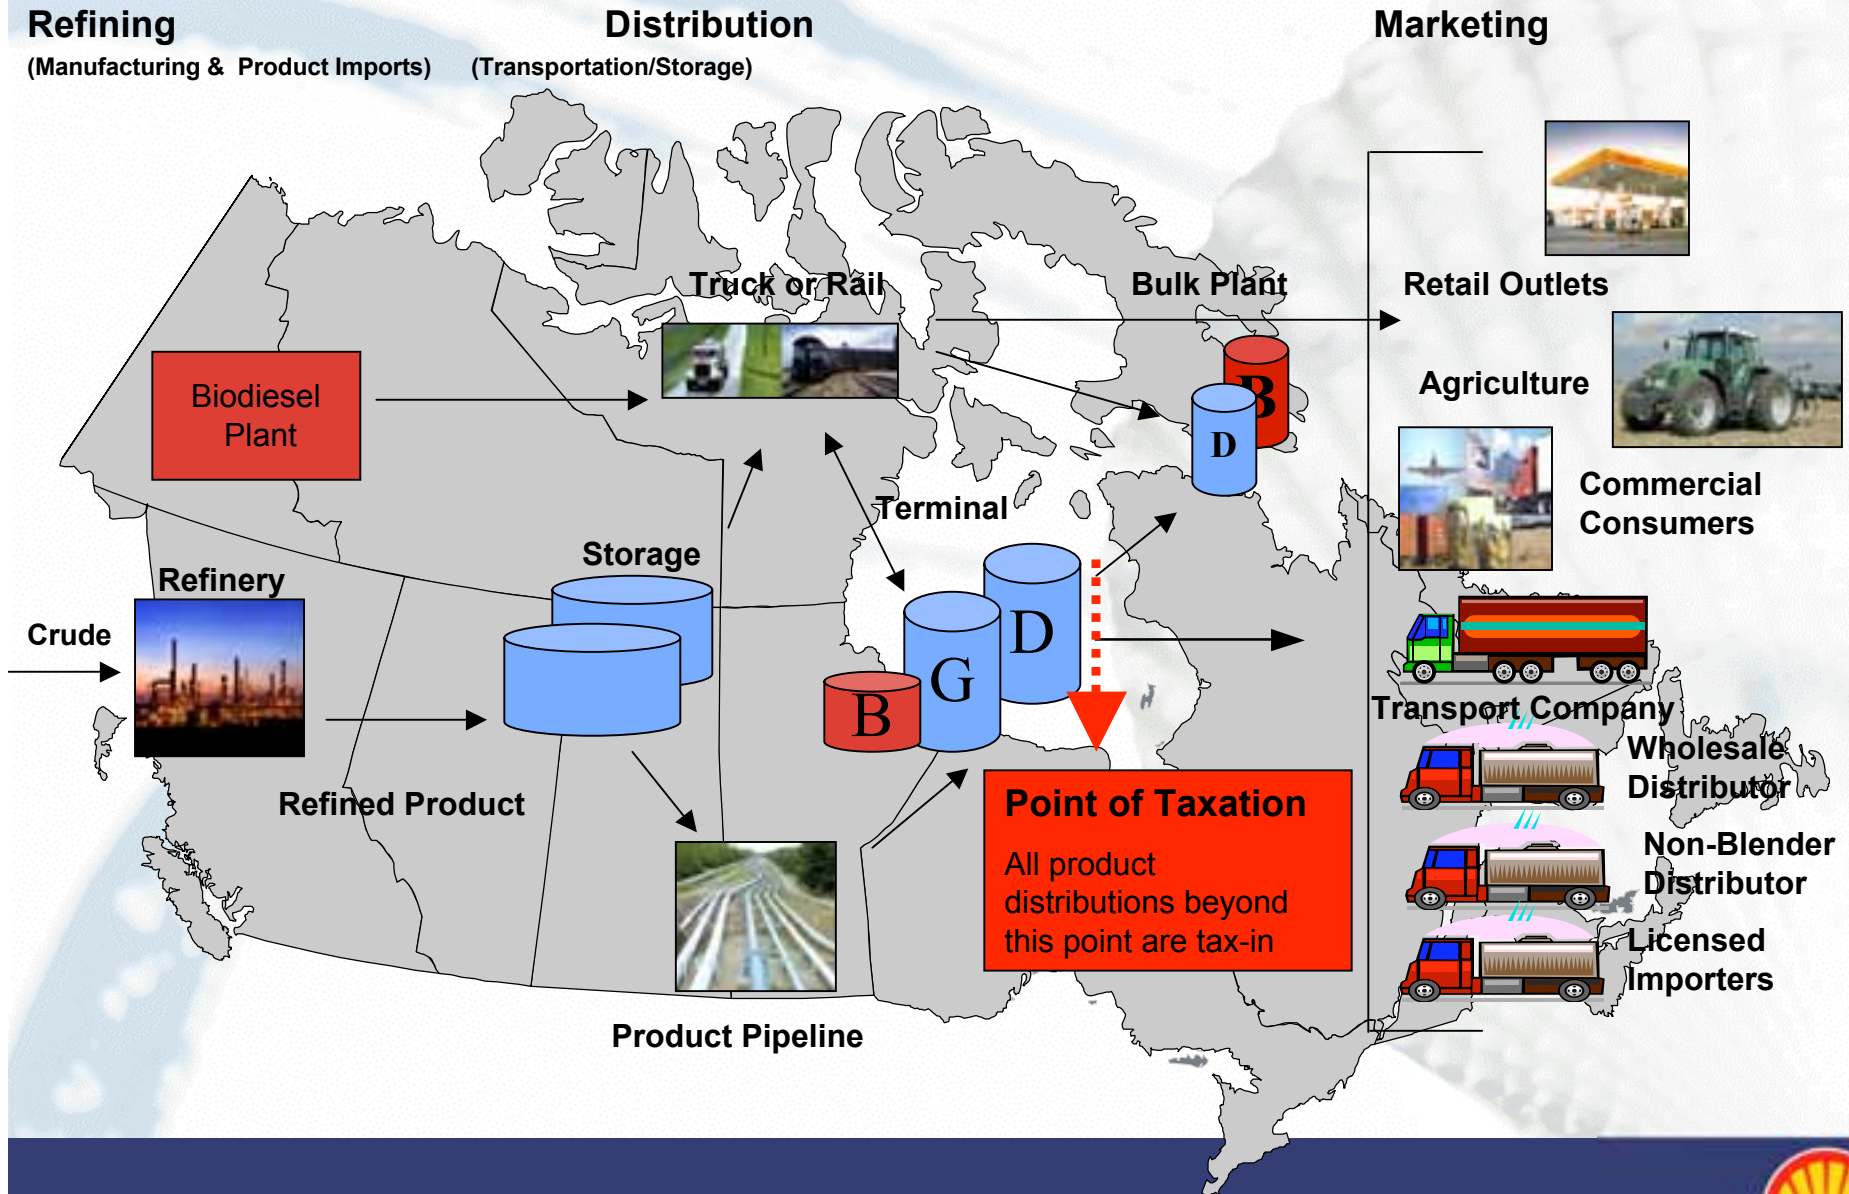 Refining
Distribution
Marketing
(Manufacturing & Product Imports)
(Transportation/Storage)
Truck or Rail
Bulk Plant
Retail Outlets
Biodiesel
Plant
B
D
Agriculture
Commercial
Consumers
Terminal
Storage
Refinery
Crude
D
G
B
Refined Product
Product Pipeline
Point of Taxation
All product
distributions beyond
this point are tax-in
Transport Company
Wholesale
Distributor
Non-Blender
Distributor
Licensed
Importers